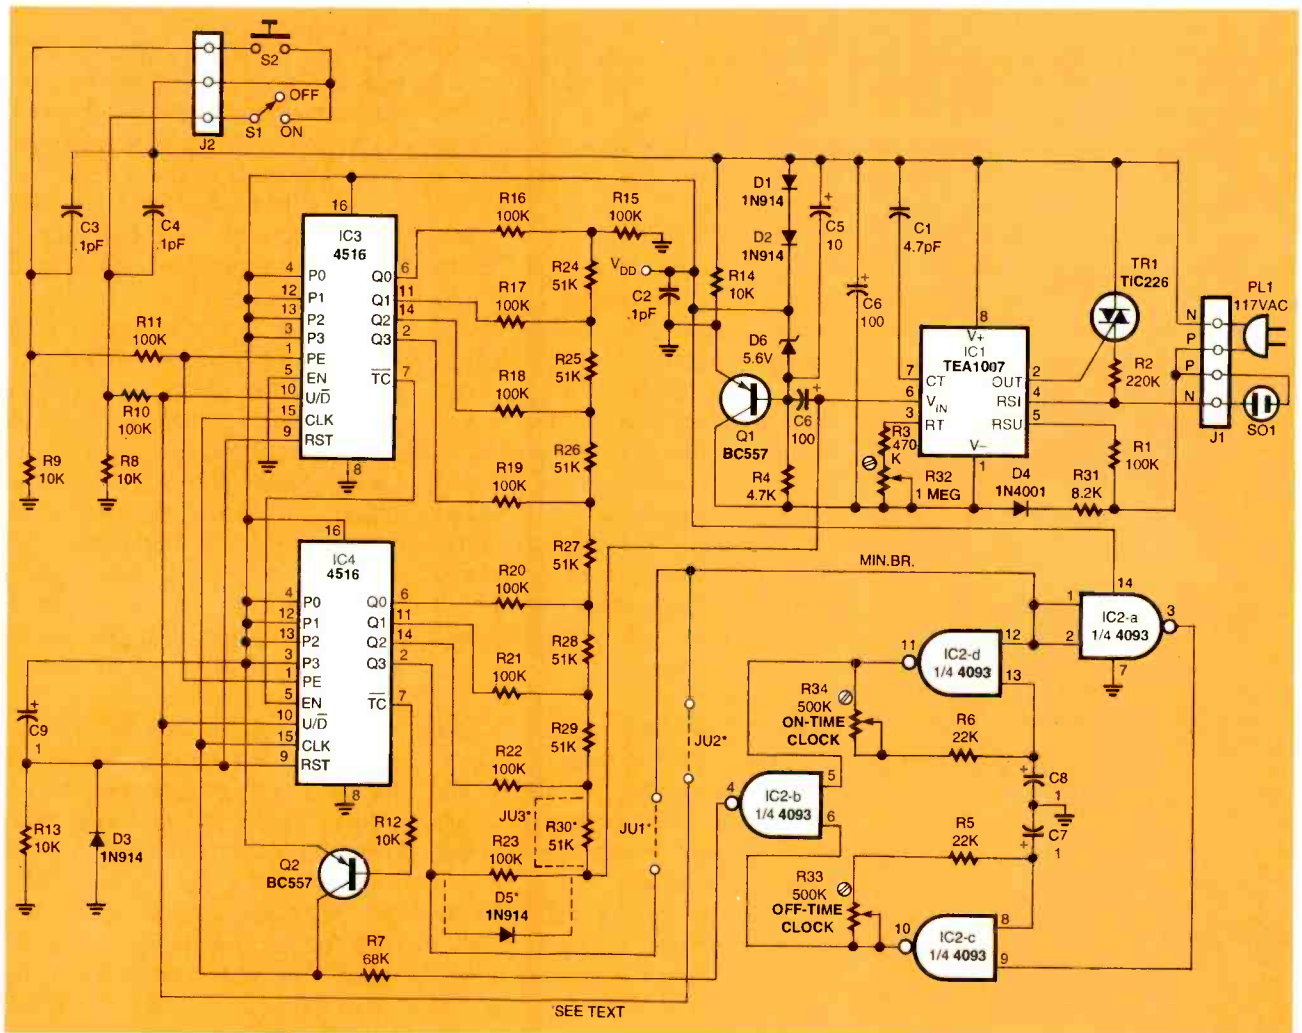 S2
OFF
S1
ON
J2
C3
.1pF
C4
.1pF
R11
100K
R10
100K
R9
10K
R8
10K
16
IC3
4516
4 P0
12 P1
13 P2
3 P3
1 PE
5 EN
10 U/D̅
15 CLK
9 RST
Q0 6
Q1 11
Q2 14
Q3 2
T̅C̅ 7
8
R16
100K
R15
100K
R17
100K
R18
100K
R19
100K
R24
51K
R25
51K
R26
51K
R27
51K
R28
51K
R29
51K
VDD
C2
.1pF
R14
10K
D1
1N914
D2
1N914
C5
10
+
D6
5.6V
C6
100
+
Q1
BC557
R4
4.7K
C6
100
+
C1
4.7pF
8
V+
IC1
TEA1007
7 CT
6 VIN
3 RT
OUT 2
RSI 4
RSU 5
V−
1
R3
470
K
R32
1 MEG
D4
1N4001
R31
8.2K
R1
100K
R2
220K
TR1
TIC226
PL1
117VAC
N
P
P
N
J1
SO1
16
IC4
4516
4 P0
12 P1
13 P2
3 P3
1 PE
5 EN
10 U/D̅
15 CLK
9 RST
Q0 6
Q1 11
Q2 14
Q3 2
T̅C̅ 7
8
R20
100K
R21
100K
R22
100K
R23
100K
JU3*
R30*
51K
D5*
1N914
JU1*
JU2*
+
C9
1
R13
10K
D3
1N914
Q2
BC557
R12
10K
R7
68K
MIN.BR.
14
1
2
3
IC2-a
1/4 4093
7
11
12
13
IC2-d
1/4 4093
R34
500K
ON-TIME
CLOCK
R6
22K
+
C8
1
4
5
6
IC2-b
1/4 4093
R5
22K
+
C7
1
R33
500K
OFF-TIME
CLOCK
10
8
9
IC2-c
1/4 4093
*SEE TEXT